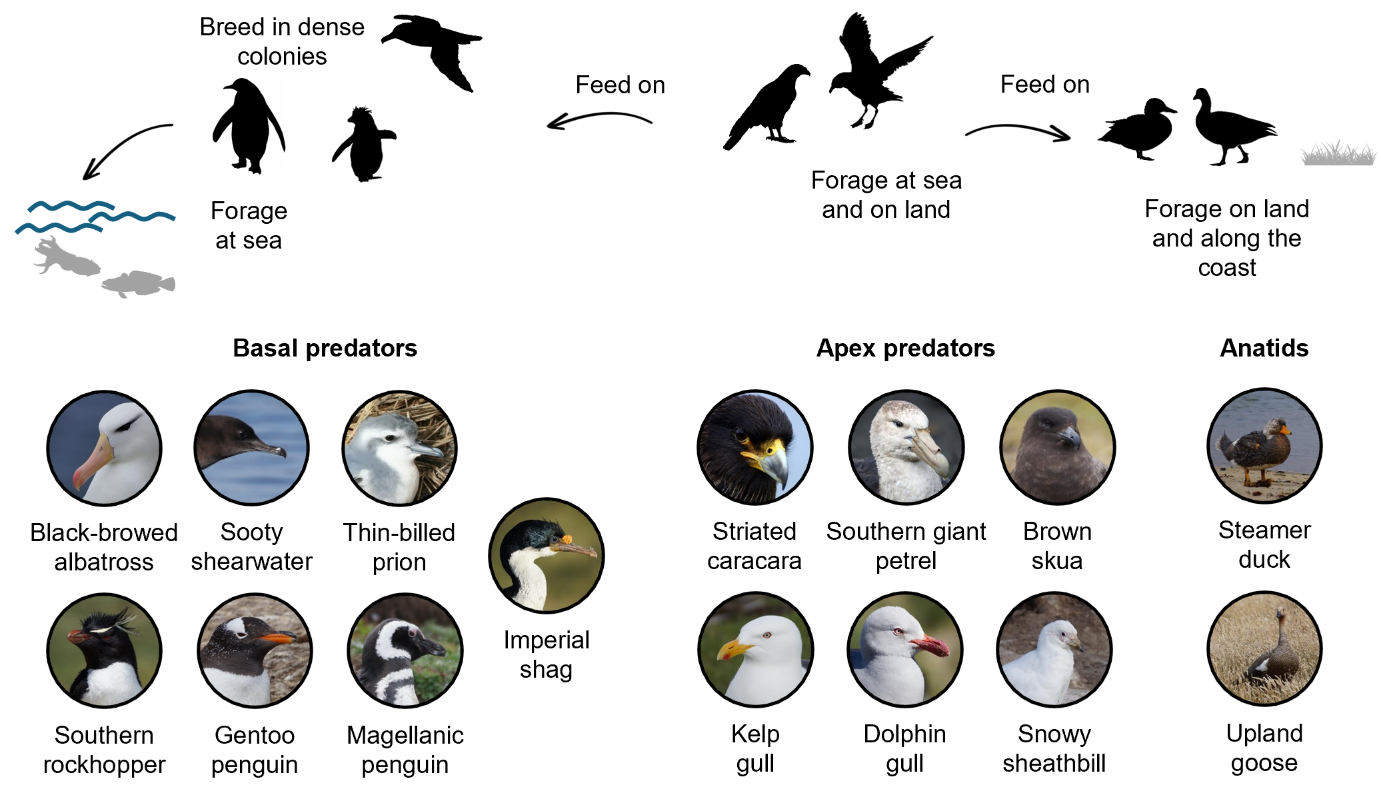 Breed in dense
colonies
Forage
at sea
Feed on
Forage at sea
and on land
Feed on
Forage on land
and along the
coast
Basal predators
Black-browed
albatross
Sooty
shearwater
Thin-billed
prion
Imperial
shag
Southern
rockhopper
Gentoo
penguin
Magellanic
penguin
Apex predators
Striated
caracara
Southern giant
petrel
Brown
skua
Kelp
gull
Dolphin
gull
Snowy
sheathbill
Anatids
Steamer
duck
Upland
goose